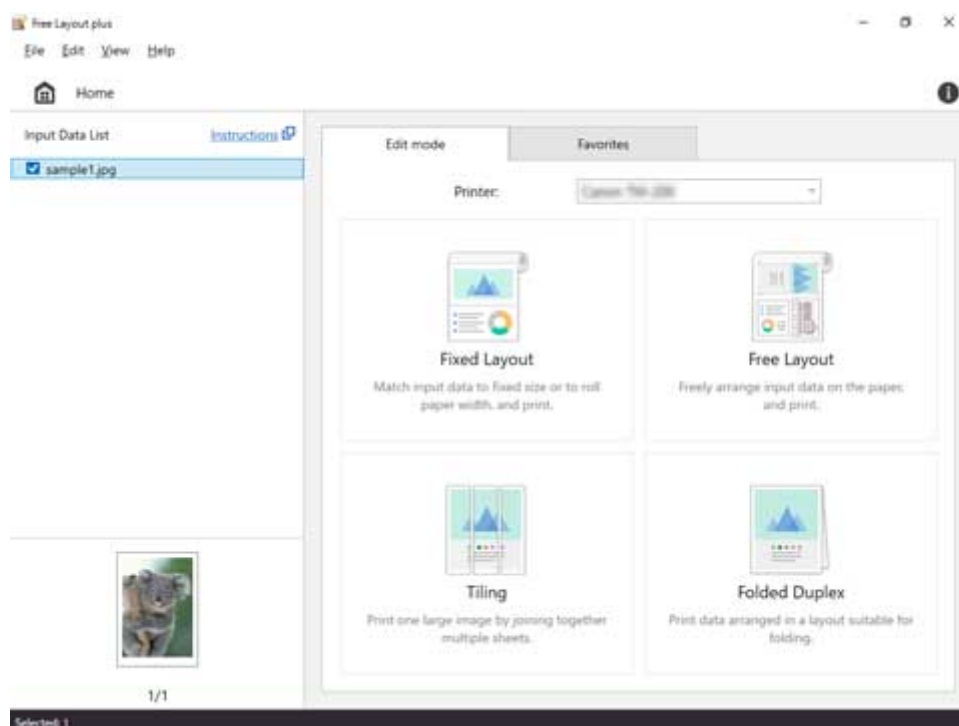 Free Layout plus
File Edit View Help
Home
Input Data List Instructions
Edit mode Favorites
sample1.jpg
Printer:
Fixed Layout
Match input data to fixed size or to roll
paper width, and print.
Free Layout
Freely arrange input data on the paper,
and print.
Tiling
Print one large image by joining together
multiple sheets.
Folded Duplex
Print data arranged in a layout suitable for
folding.
1/1
Selected: 1